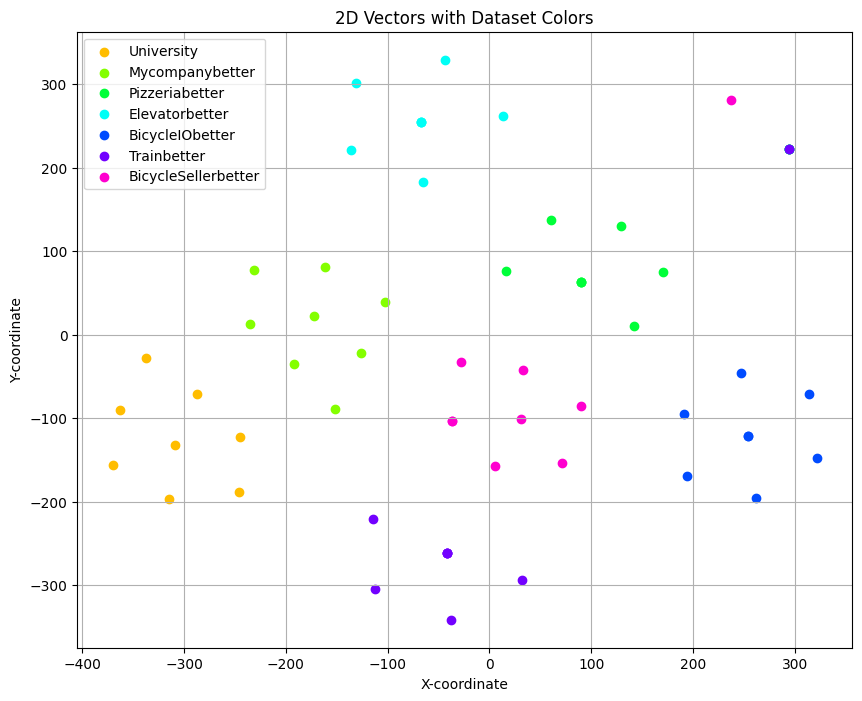 2D Vectors with Dataset Colors
University
Mycompanybetter
Pizzeriabetter
Elevatorbetter
BicycleIObetter
Trainbetter
BicycleSellerbetter
300
200
100
0
−100
−200
−300
Y-coordinate
−400 −300 −200 −100 0 100 200 300
X-coordinate